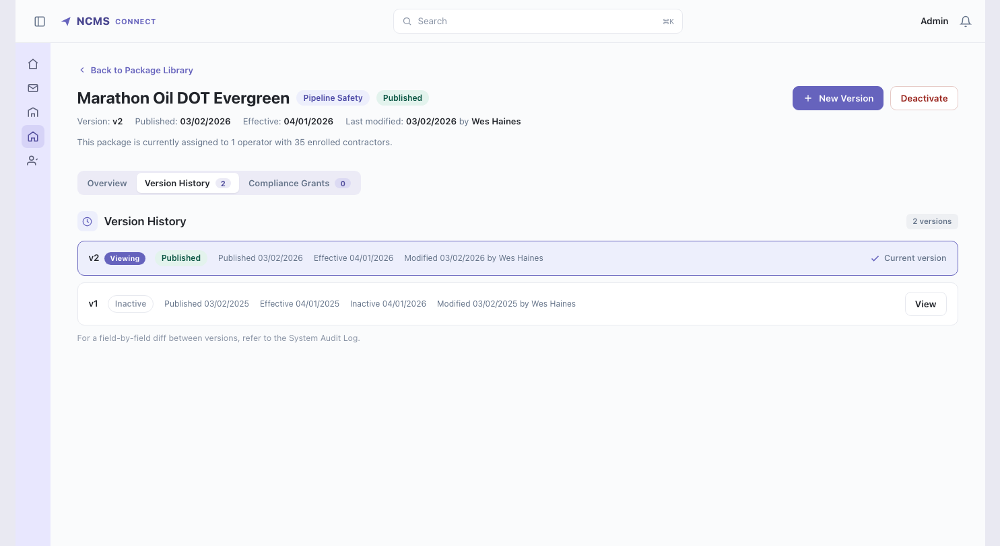 NCMS CONNECT
Search ⌘K
Admin
Back to Package Library
Marathon Oil DOT Evergreen Pipeline Safety Published
New Version Deactivate
Version: v2 Published: 03/02/2026 Effective: 04/01/2026 Last modified: 03/02/2026 by Wes Haines
This package is currently assigned to 1 operator with 35 enrolled contractors.
Overview Version History 2 Compliance Grants 0
Version History 2 versions
v2 Viewing Published Published 03/02/2026 Effective 04/01/2026 Modified 03/02/2026 by Wes Haines Current version
v1 Inactive Published 03/02/2025 Effective 04/01/2025 Inactive 04/01/2026 Modified 03/02/2025 by Wes Haines View
For a field-by-field diff between versions, refer to the System Audit Log.